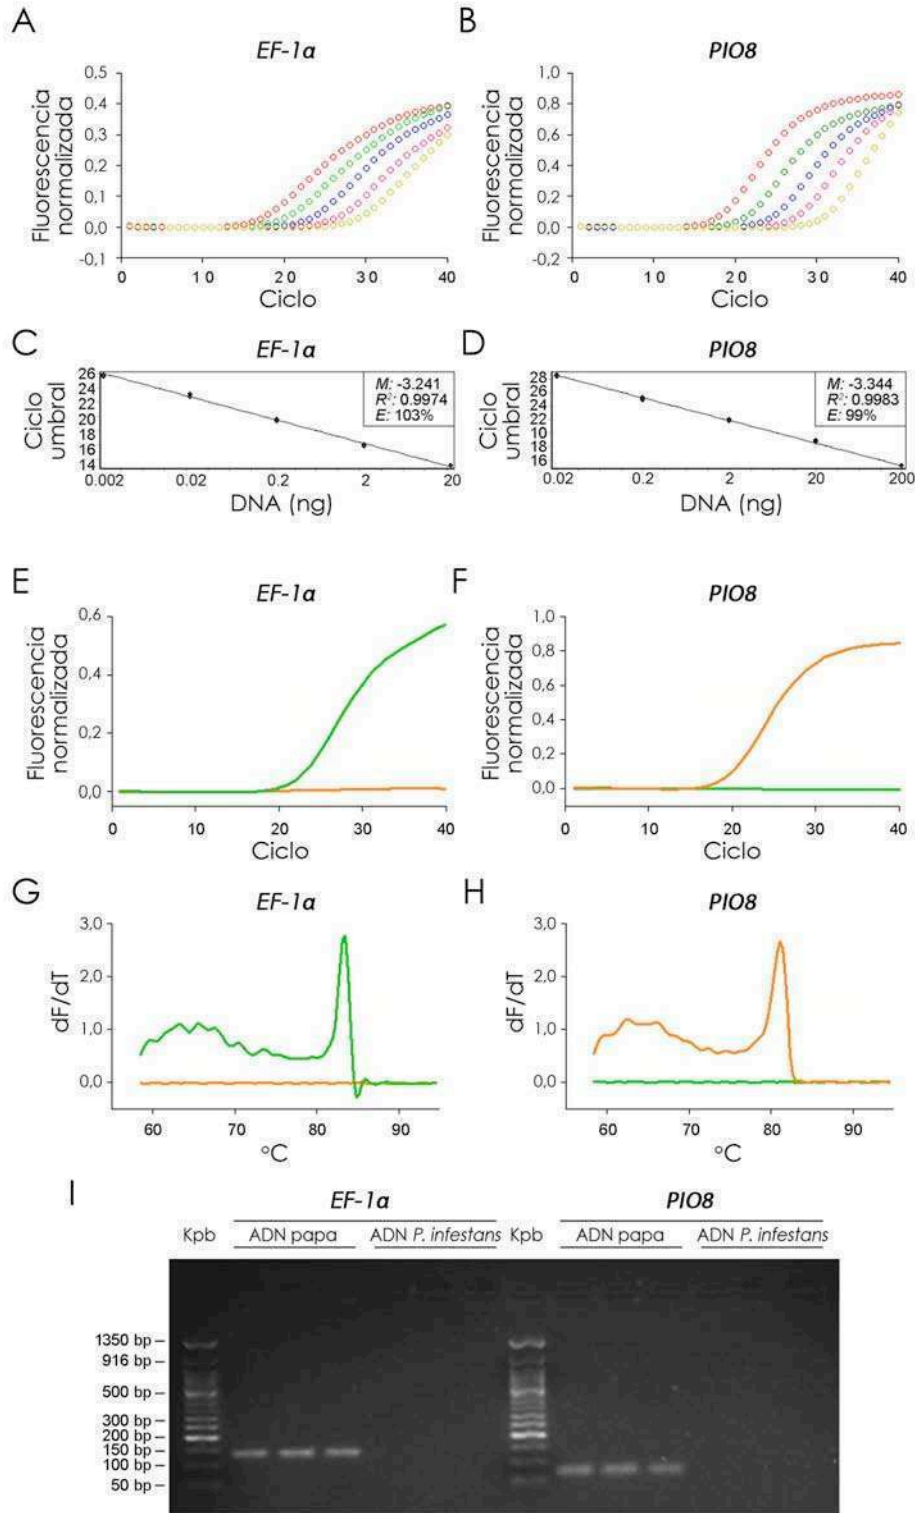 A
EF-1α
Fluorescencia normalizada
0,5
0,4
0,3
0,2
0,1
0,0
-0,1
0 10 20 30 40
Ciclo
B
PIO8
Fluorescencia normalizada
1,0
0,8
0,6
0,4
0,2
0,0
-0,2
0 10 20 30 40
Ciclo
C
EF-1α
Ciclo umbral
26
24
22
20
18
16
14
M: -3.241
R²: 0.9974
E: 103%
0.002 0.02 0.2 2 20
DNA (ng)
D
PIO8
Ciclo umbral
28
26
24
22
20
18
16
M: -3.344
R²: 0.9983
E: 99%
0.02 0.2 2 20 200
DNA (ng)
E
EF-1α
Fluorescencia normalizada
0,6
0,4
0,2
0,0
0 10 20 30 40
Ciclo
F
PIO8
Fluorescencia normalizada
1,0
0,8
0,6
0,4
0,2
0,0
0 10 20 30 40
Ciclo
G
EF-1α
dF/dT
3,0
2,0
1,0
0,0
60 70 80 90
°C
H
PIO8
dF/dT
3,0
2,0
1,0
0,0
60 70 80 90
°C
I
EF-1α PIO8
Kpb ADN papa ADN P. infestans Kpb ADN papa ADN P. infestans
1350 bp
916 bp
500 bp
300 bp
200 bp
150 bp
100 bp
50 bp